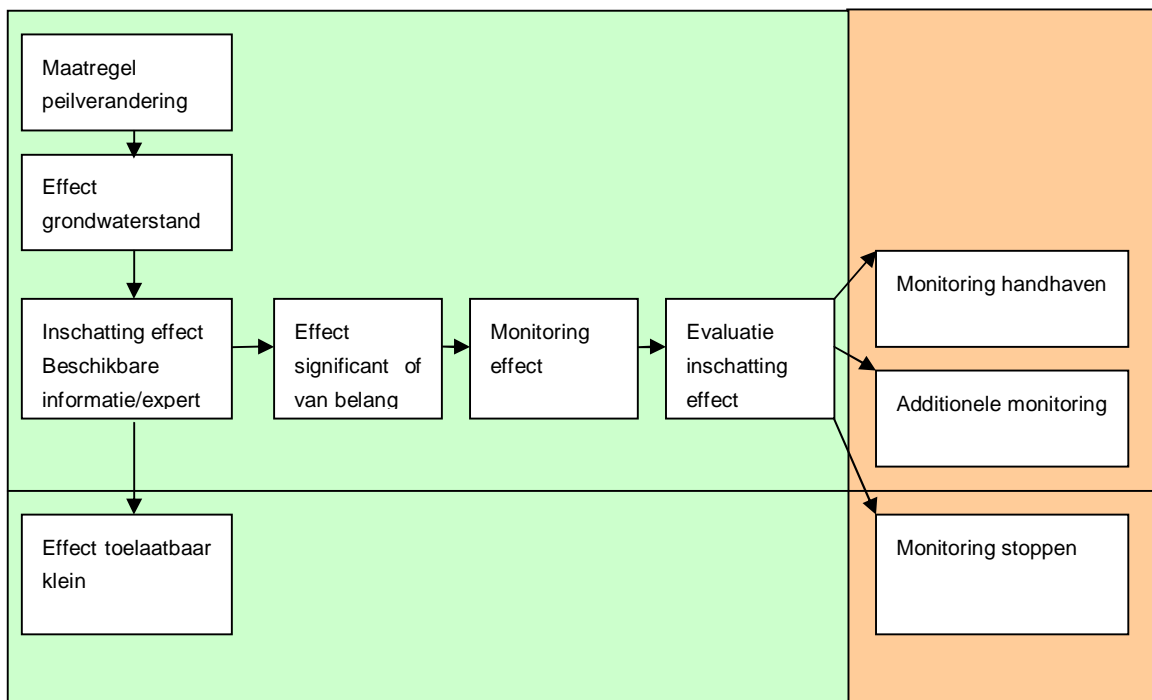 Maatregel
peilverandering
Effect
grondwaterstand
Inschatting effect
Beschikbare
informatie/expert
Effect
significant of
van belang
Monitoring
effect
Evaluatie
inschatting
effect
Monitoring handhaven
Additionele monitoring
Effect toelaatbaar
klein
Monitoring stoppen